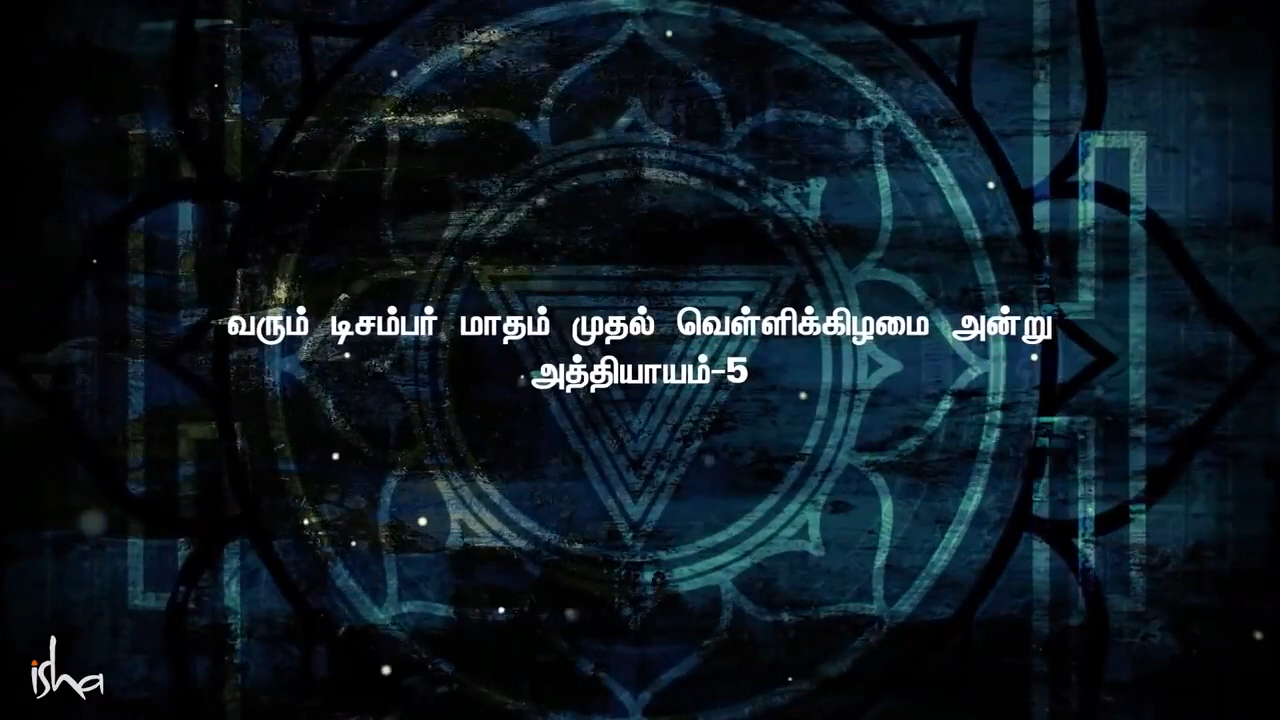 வரும் டிசம்பர் மாதம் முதல் வெள்ளிக்கிழமை அன்று
அத்தியாயம்-5
isha